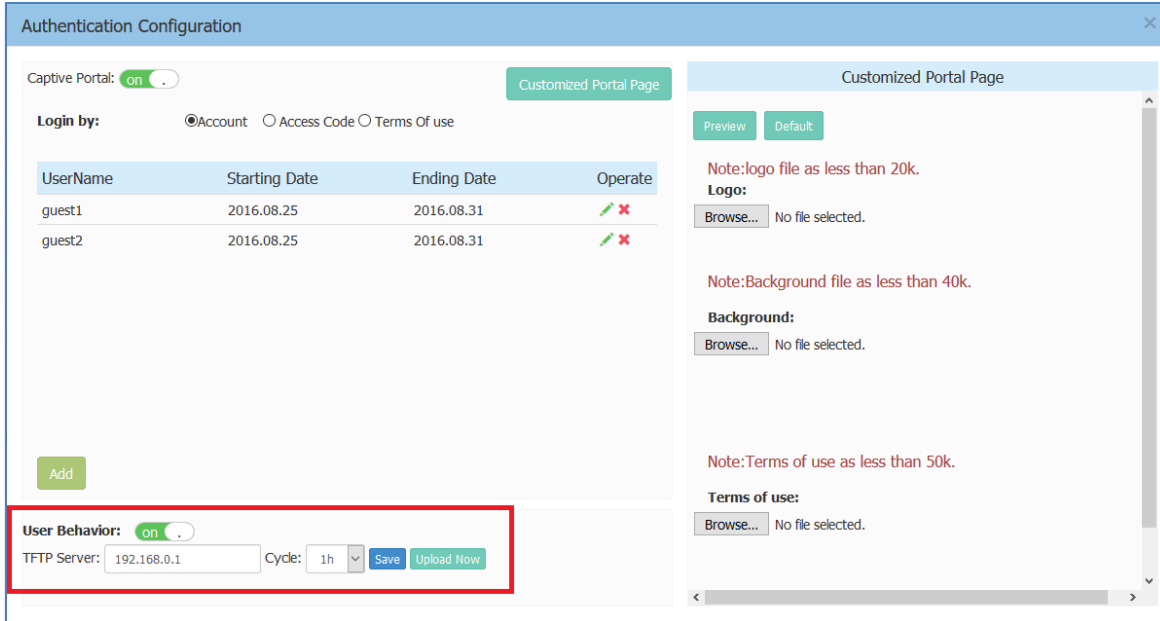 Authentication Configuration
×
Captive Portal: on .
Customized Portal Page
Login by: Account Access Code Terms Of use
UserName Starting Date Ending Date Operate
guest1 2016.08.25 2016.08.31
guest2 2016.08.25 2016.08.31
Add
User Behavior: on .
TFTP Server: 192.168.0.1 Cycle: 1h Save Upload Now
Customized Portal Page
Preview Default
Note:logo file as less than 20k.
Logo:
Browse... No file selected.
Note:Background file as less than 40k.
Background:
Browse... No file selected.
Note:Terms of use as less than 50k.
Terms of use:
Browse... No file selected.